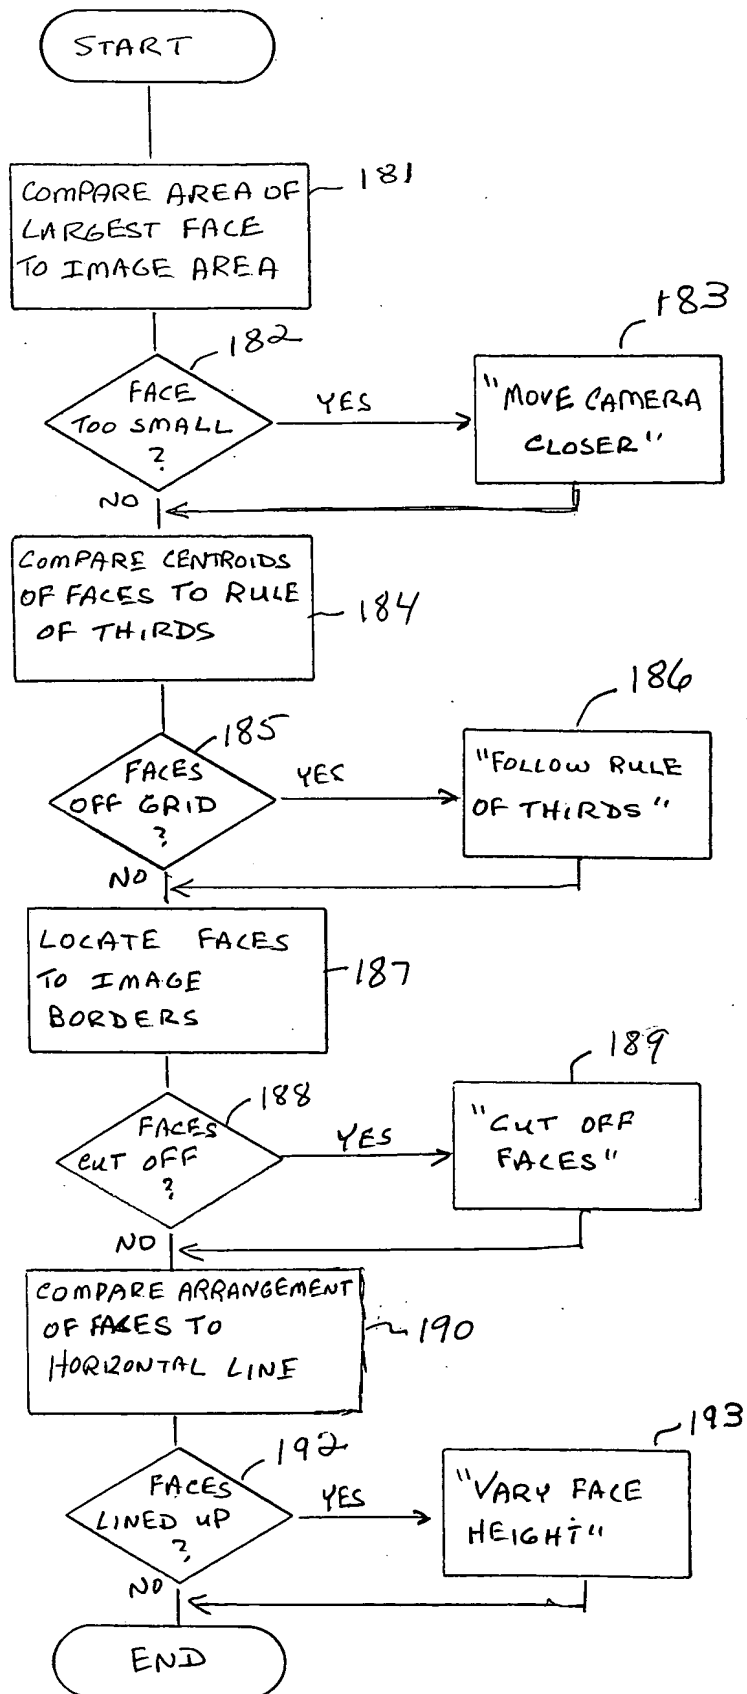 START
COMPARE AREA OF
LARGEST FACE
TO IMAGE AREA
181
FACE
TOO SMALL
?
182
YES
"MOVE CAMERA
CLOSER"
183
NO
COMPARE CENTROIDS
OF FACES TO RULE
OF THIRDS
184
FACES
OFF GRID
?
185
YES
"FOLLOW RULE
OF THIRDS"
186
NO
LOCATE FACES
TO IMAGE
BORDERS
187
FACES
CUT OFF
?
188
YES
"CUT OFF
FACES"
189
NO
COMPARE ARRANGEMENT
OF FACES TO
HORIZONTAL LINE
190
FACES
LINED UP
?
192
YES
"VARY FACE
HEIGHT"
193
NO
END